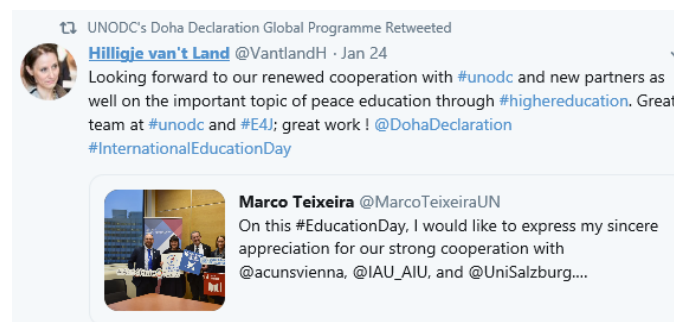 UNODC's Doha Declaration Global Programme Retweeted
Hilligje van't Land @VantlandH · Jan 24
Looking forward to our renewed cooperation with #unodc and new partners as
well on the important topic of peace education through #highereducation. Great
team at #unodc and #E4J; great work ! @DohaDeclaration
#InternationalEducationDay
Marco Teixeira @MarcoTeixeiraUN
On this #EducationDay, I would like to express my sincere
appreciation for our strong cooperation with
@acunsvienna, @IAU_AIU, and @UniSalzburg....